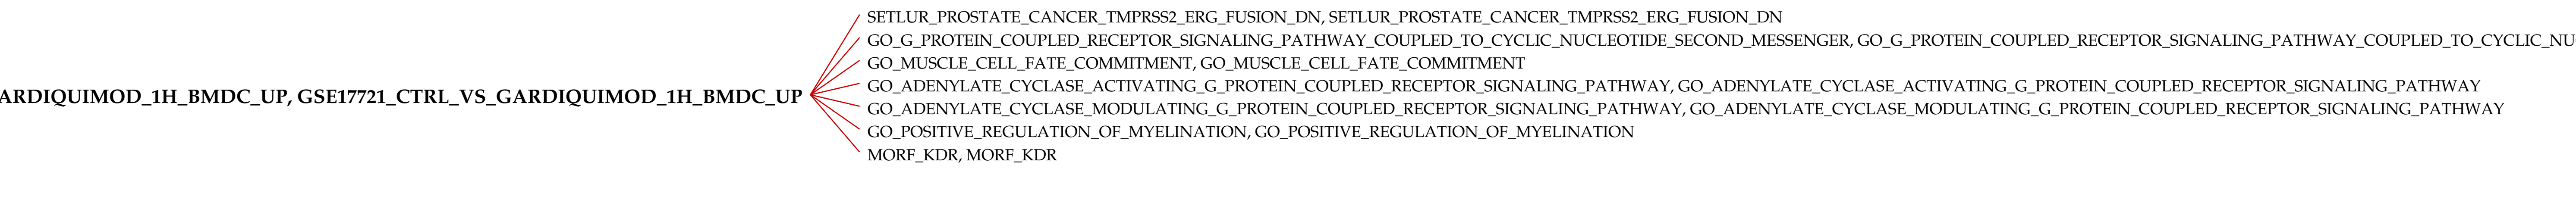 SETLUR_PROSTATE_CANCER_TMPRSS2_ERG_FUSION_DN, SETLUR_PROSTATE_CANCER_TMPRSS2_ERG_FUSION_DN
GO_G_PROTEIN_COUPLED_RECEPTOR_SIGNALING_PATHWAY_COUPLED_TO_CYCLIC_NUCLEOTIDE_SECOND_MESSENGER, GO_G_PROTEIN_COUPLED_RECEPTOR_SIGNALING_PATHWAY_COUPLED_TO_CYCLIC_NU
GO_MUSCLE_CELL_FATE_COMMITMENT, GO_MUSCLE_CELL_FATE_COMMITMENT
GO_ADENYLATE_CYCLASE_ACTIVATING_G_PROTEIN_COUPLED_RECEPTOR_SIGNALING_PATHWAY, GO_ADENYLATE_CYCLASE_ACTIVATING_G_PROTEIN_COUPLED_RECEPTOR_SIGNALING_PATHWAY
ARDIQUIMOD_1H_BMDC_UP, GSE17721_CTRL_VS_GARDIQUIMOD_1H_BMDC_UP
GO_ADENYLATE_CYCLASE_MODULATING_G_PROTEIN_COUPLED_RECEPTOR_SIGNALING_PATHWAY, GO_ADENYLATE_CYCLASE_MODULATING_G_PROTEIN_COUPLED_RECEPTOR_SIGNALING_PATHWAY
GO_POSITIVE_REGULATION_OF_MYELINATION, GO_POSITIVE_REGULATION_OF_MYELINATION
MORF_KDR, MORF_KDR